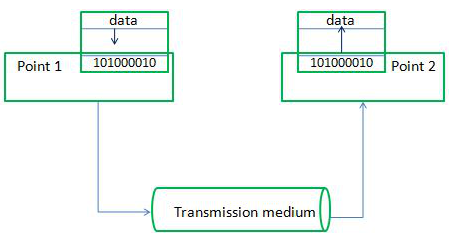 data
data
Point 1
101000010
101000010
Point 2
Transmission medium